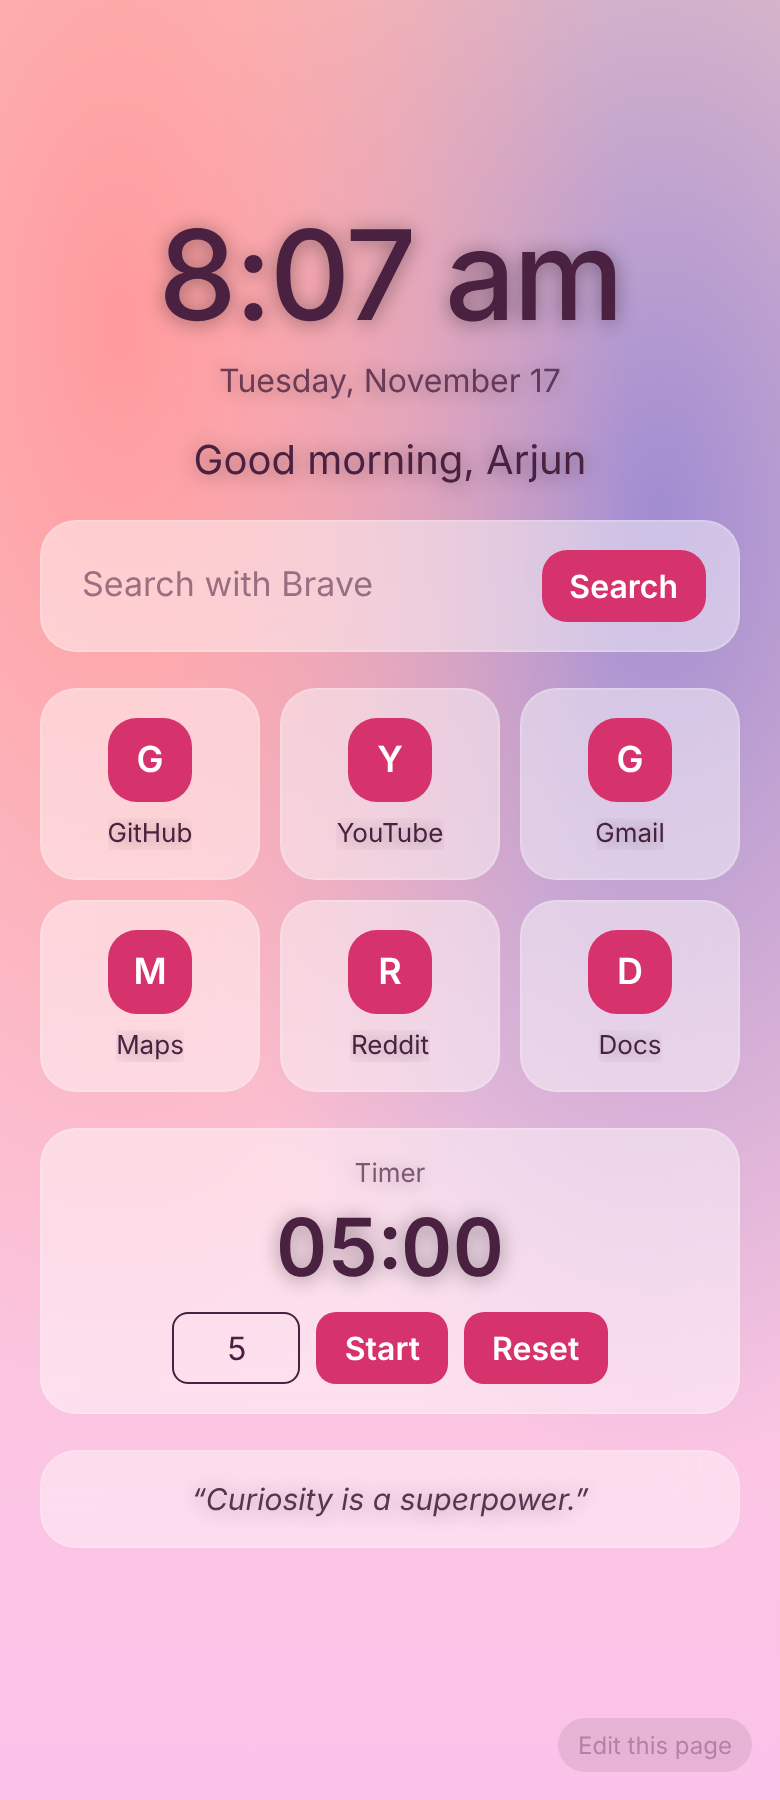 8:07 am
Tuesday, November 17
Good morning, Arjun
Search with Brave
Search
G
GitHub
Y
YouTube
G
Gmail
M
Maps
R
Reddit
D
Docs
Timer
05:00
5
Start
Reset
“Curiosity is a superpower.”
Edit this page